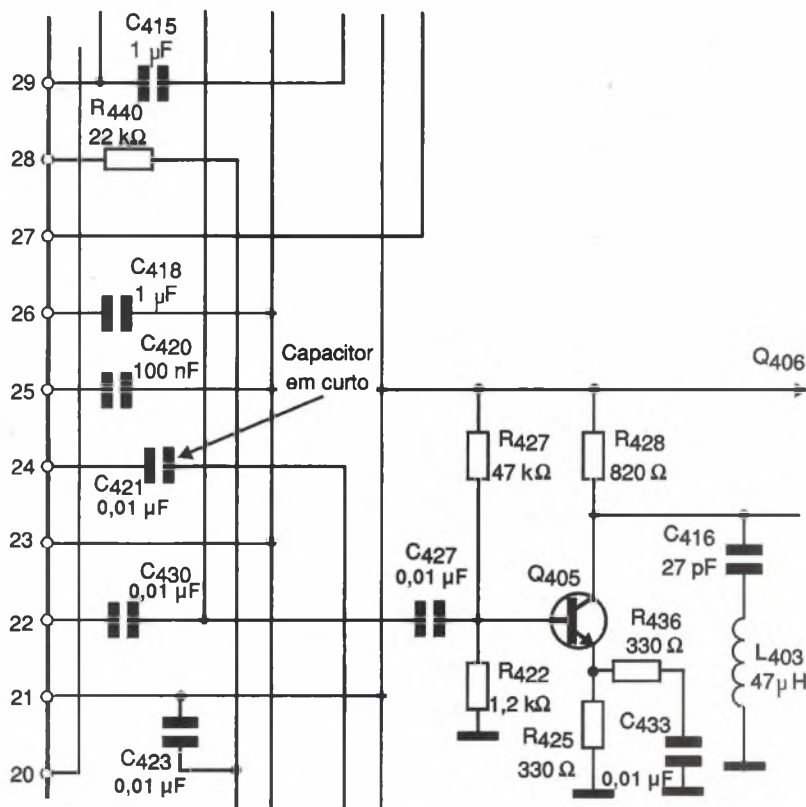 C415
1 µF
29
R440
22 kΩ
28
27
C418
1 µF
26
C420
100 nF
Capacitor
em curto
Q406
25
R427
47 kΩ
R428
820 Ω
24
C421
0,01 µF
23
C430
0,01 µF
C427
0,01 µF
Q405
C416
27 pF
22
R436
330 Ω
L403
47µH
R422
1,2 kΩ
21
R425
330 Ω
C433
0,01 µF
C423
0,01 µF
20